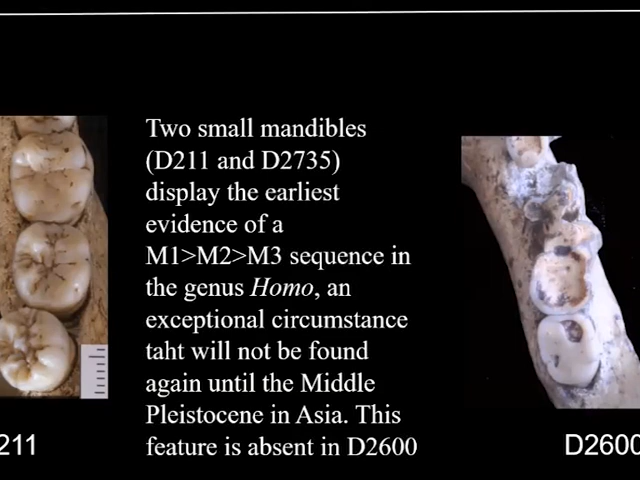 Two small mandibles
(D211 and D2735)
display the earliest
evidence of a
M1>M2>M3 sequence in
the genus Homo, an
exceptional circumstance
taht will not be found
again until the Middle
Pleistocene in Asia. This
feature is absent in D2600
211
D2600